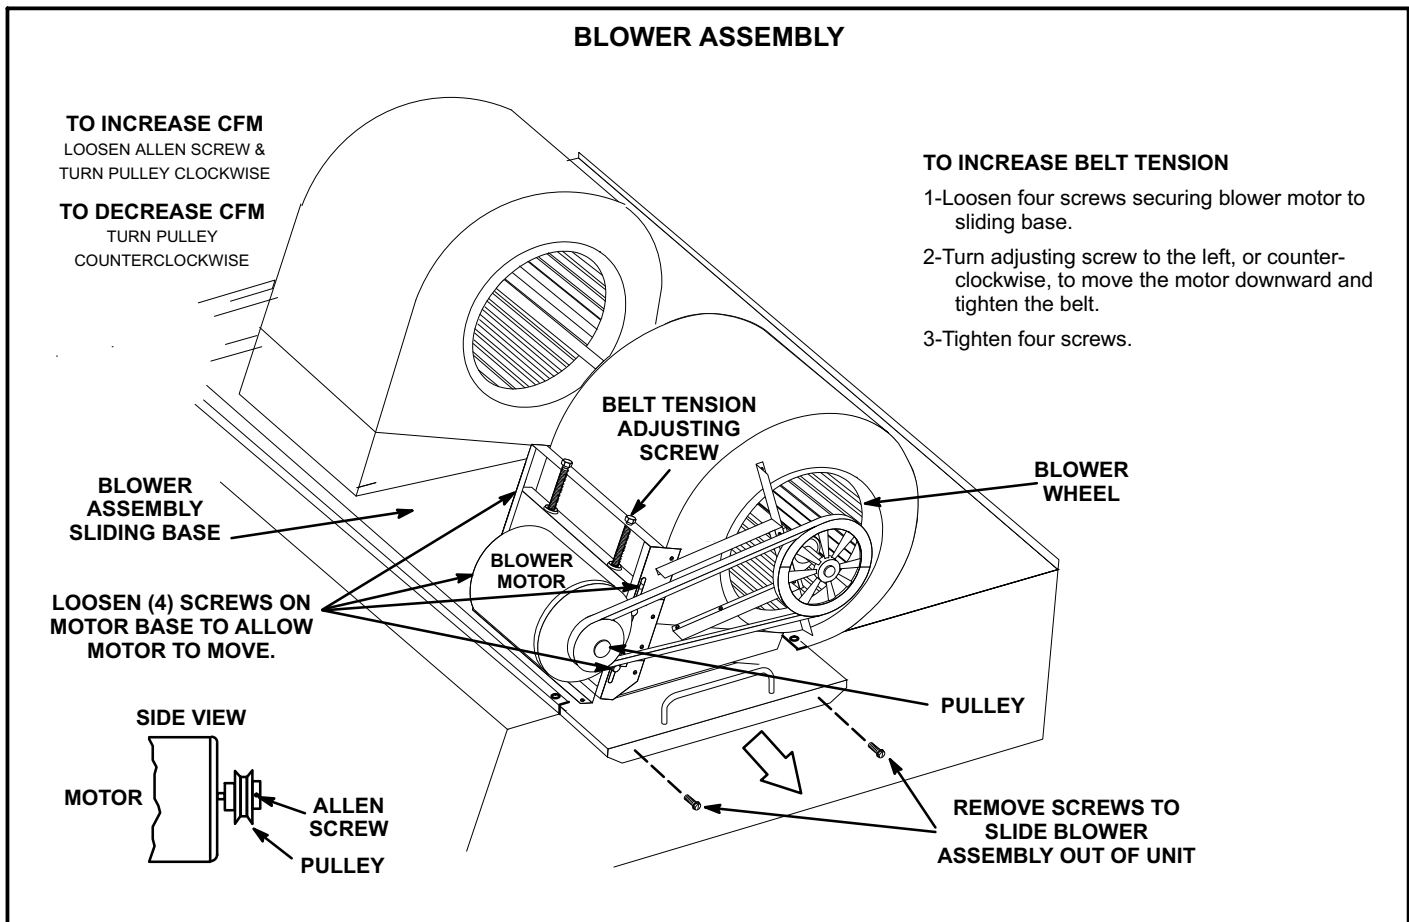 BLOWER ASSEMBLY
TO INCREASE CFM
LOOSEN ALLEN SCREW &
TURN PULLEY CLOCKWISE
TO DECREASE CFM
TURN PULLEY
COUNTERCLOCKWISE
TO INCREASE BELT TENSION
1-Loosen four screws securing blower motor to
sliding base.
2-Turn adjusting screw to the left, or counter-
clockwise, to move the motor downward and
tighten the belt.
3-Tighten four screws.
BELT TENSION
ADJUSTING
SCREW
BLOWER
WHEEL
BLOWER
ASSEMBLY
SLIDING BASE
BLOWER
MOTOR
LOOSEN (4) SCREWS ON
MOTOR BASE TO ALLOW
MOTOR TO MOVE.
PULLEY
SIDE VIEW
MOTOR
ALLEN
SCREW
PULLEY
REMOVE SCREWS TO
SLIDE BLOWER
ASSEMBLY OUT OF UNIT